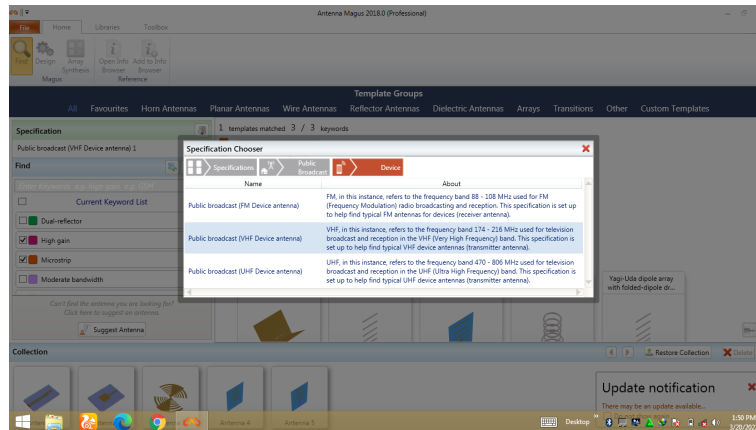 Antenna Magus 2018.0 (Professional)
File Home Libraries Toolbox
Find Design Array Synthesis Open Info Browser Add to Info Browser
Magus Reference
Template Groups
All Favourites Horn Antennas Planar Antennas Wire Antennas Reflector Antennas Dielectric Antennas Arrays Transitions Other Custom Templates
Specification
1 templates matched 3 / 3 keywords
Public broadcast (VHF Device antenna) 1
Find
Enter Keywords, e.g. high gain, e.g. GSM
Current Keyword List
Dual-reflector
High gain
Microstrip
Moderate bandwidth
Can't find the antenna you are looking for?
Click here to suggest an antenna
Suggest Antenna
Specification Chooser
Specifications Public Broadcast Device
Name About
Public broadcast (FM Device antenna)
FM, in this instance, refers to the frequency band 88 - 108 MHz used for FM
(Frequency Modulation) radio broadcasting and reception. This specification is set up
to help find typical FM antennas for devices (receiver antenna).
Public broadcast (VHF Device antenna)
VHF, in this instance, refers to the frequency band 174 - 216 MHz used for television
broadcast and reception in the VHF (Very High Frequency) band. This specification is
set up to help find typical VHF device antennas (transmitter antenna).
Public broadcast (UHF Device antenna)
UHF, in this instance, refers to the frequency band 470 - 806 MHz used for television
broadcast and reception in the UHF (Ultra High Frequency) band. This specification is
set up to help find typical UHF device antennas (transmitter antenna).
Yagi-Uda dipole array
with folded-dipole dr...
Collection
Restore Collection Delete
Antenna 4 Antenna 5
Update notification
There may be an update available...
Do not show again
Desktop
1:50 PM